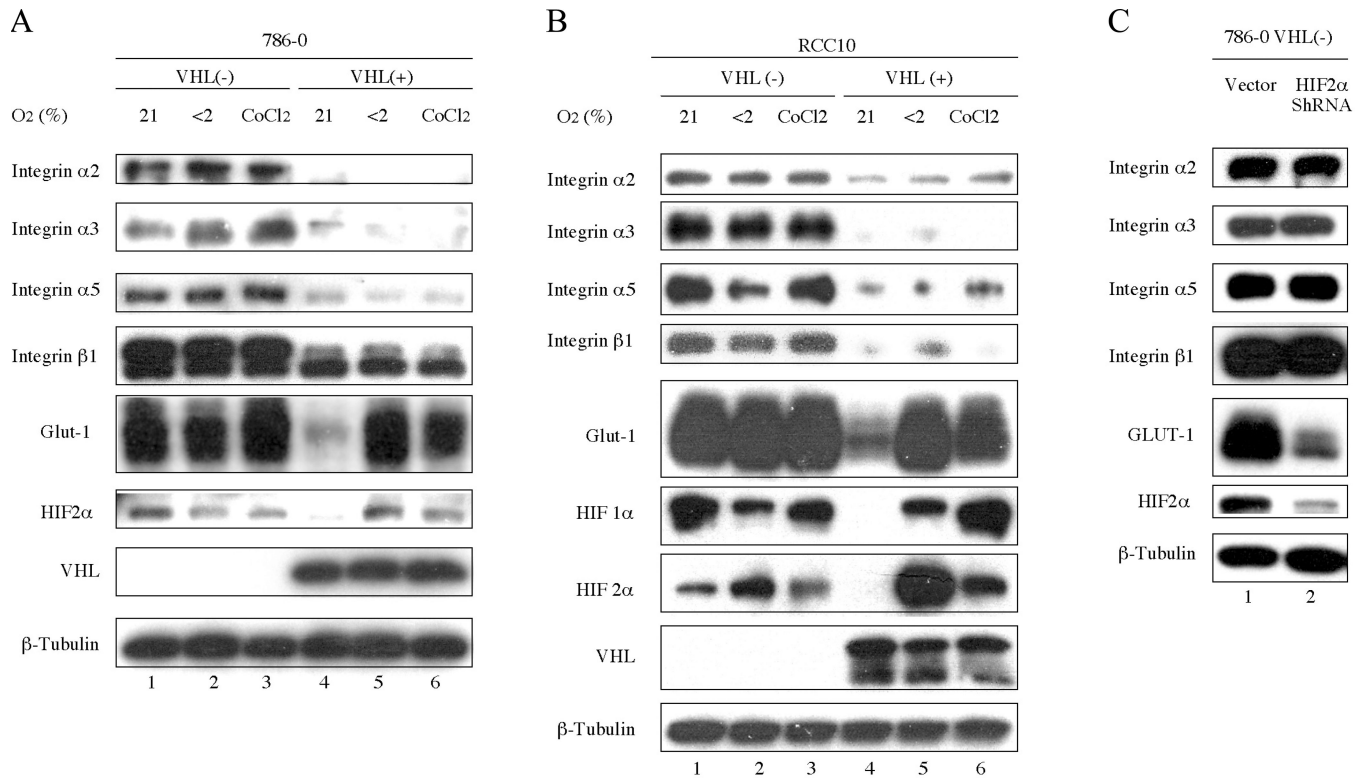 A
786-0
VHL(-) VHL(+)
O2 (%) 21 <2 CoCl2 21 <2 CoCl2
Integrin α2
Integrin α3
Integrin α5
Integrin β1
Glut-1
HIF2α
VHL
β-Tubulin
1 2 3 4 5 6
B
RCC10
VHL (-) VHL (+)
O2 (%) 21 <2 CoCl2 21 <2 CoCl2
Integrin α2
Integrin α3
Integrin α5
Integrin β1
Glut-1
HIF 1α
HIF 2α
VHL
β-Tubulin
1 2 3 4 5 6
C
786-0 VHL(-)
Vector HIF2α
ShRNA
Integrin α2
Integrin α3
Integrin α5
Integrin β1
GLUT-1
HIF2α
β-Tubulin
1 2